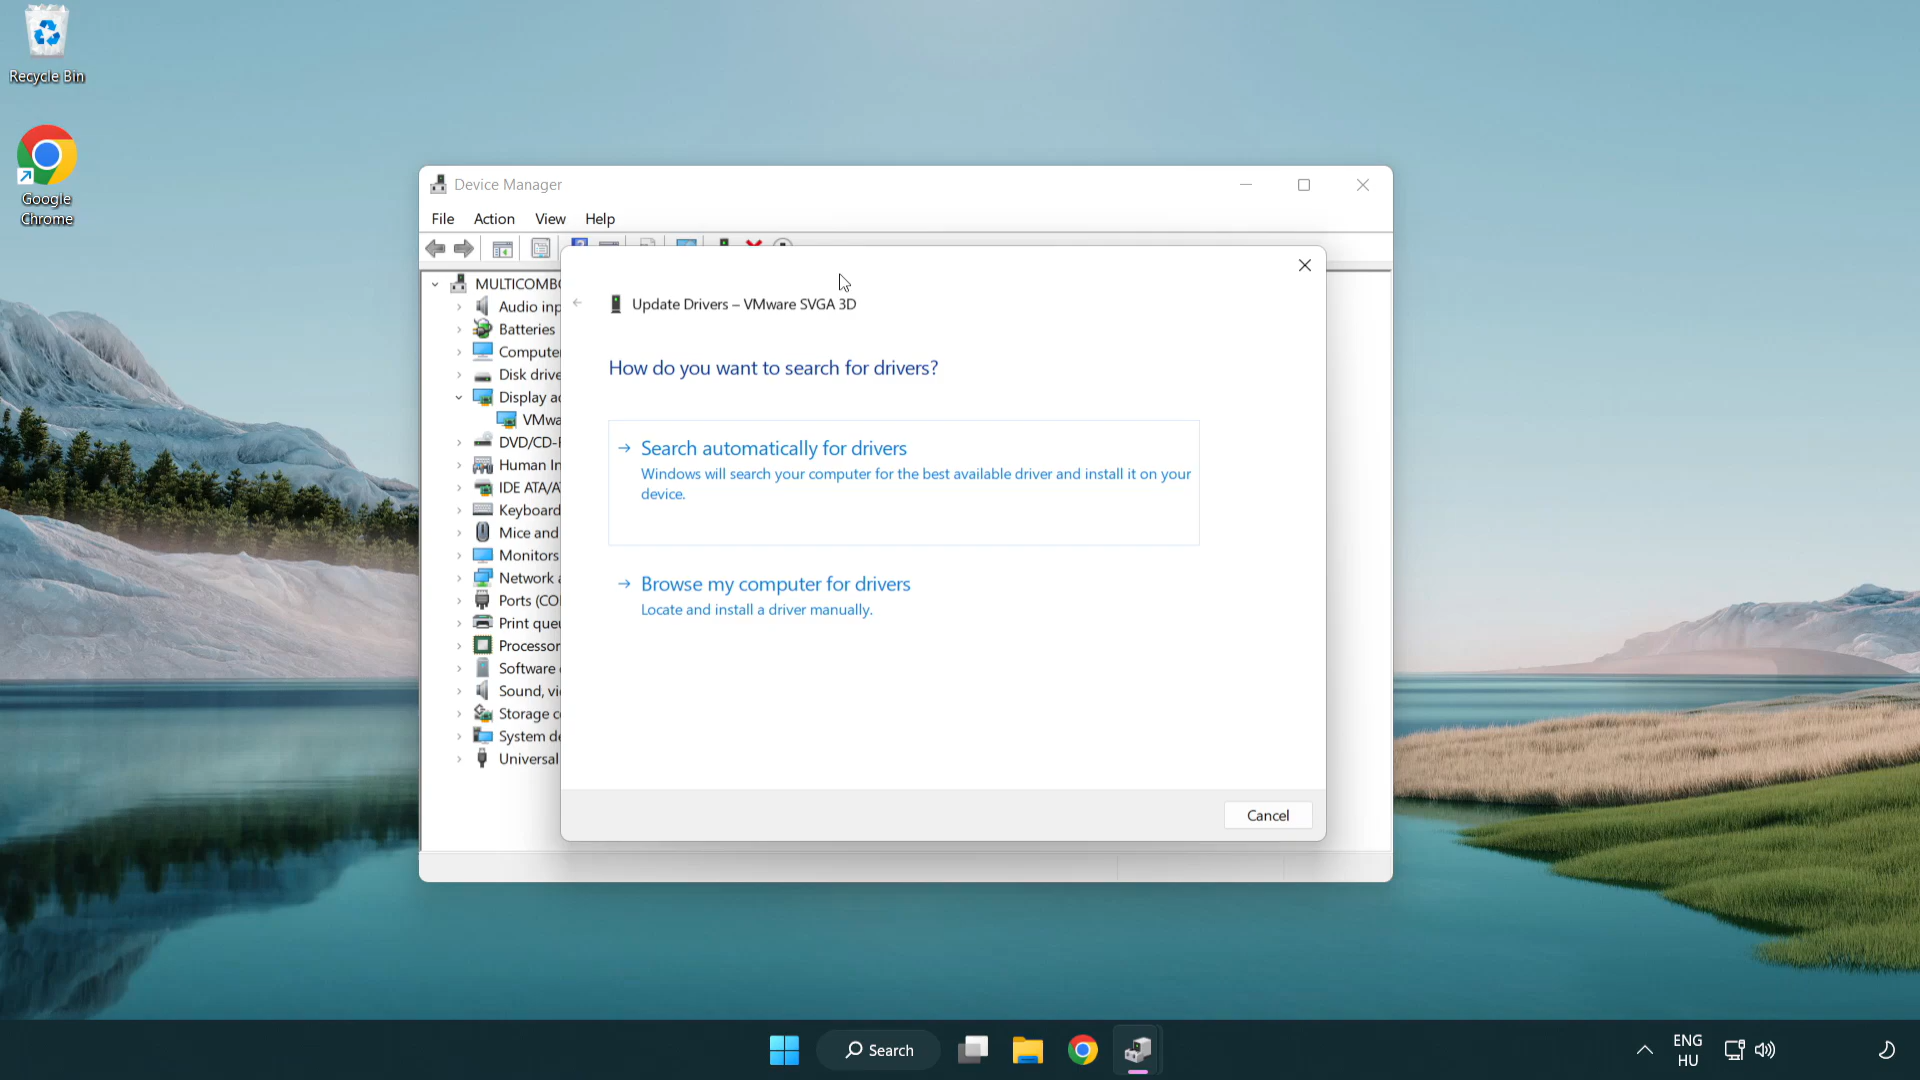 Recycle Bin
Google
Chrome
Device Manager
File Action View Help
MULTICOMBO
Audio inp
Batteries
Compute
Disk drive
Display ad
VMwa
DVD/CD-R
Human In
IDE ATA/A
Keyboard
Mice and
Monitors
Network a
Ports (CO
Print que
Processor
Software
Sound, vi
Storage c
System de
Universal
Update Drivers – VMware SVGA 3D
How do you want to search for drivers?
Search automatically for drivers
Windows will search your computer for the best available driver and install it on your
device.
Browse my computer for drivers
Locate and install a driver manually.
Cancel
Search
ENG
HU